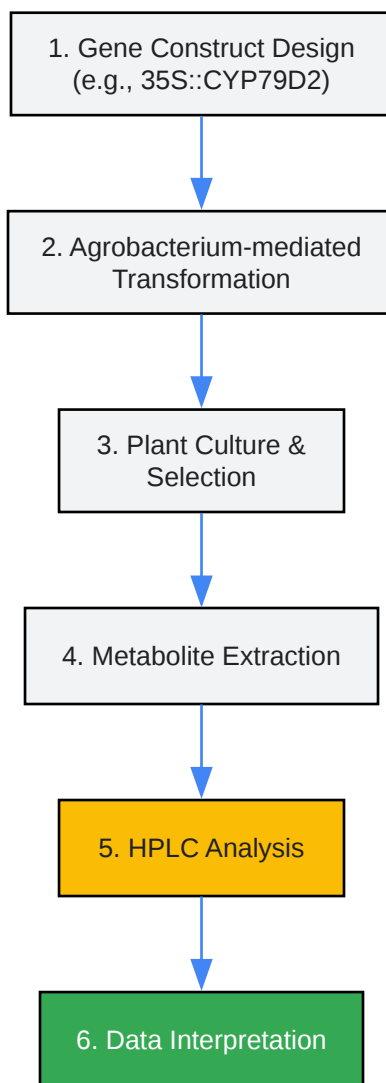 1. Gene Construct Design
(e.g., 35S::CYP79D2)
2. Agrobacterium-mediated
Transformation
3. Plant Culture &
Selection
4. Metabolite Extraction
5. HPLC Analysis
6. Data Interpretation